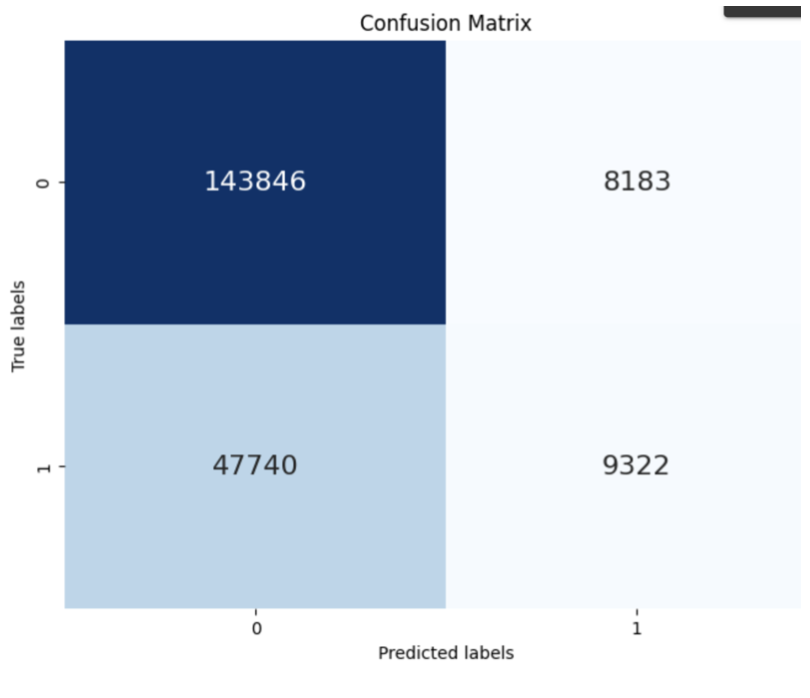 Confusion Matrix
0
143846
8183
True labels
1
47740
9322
0
1
Predicted labels